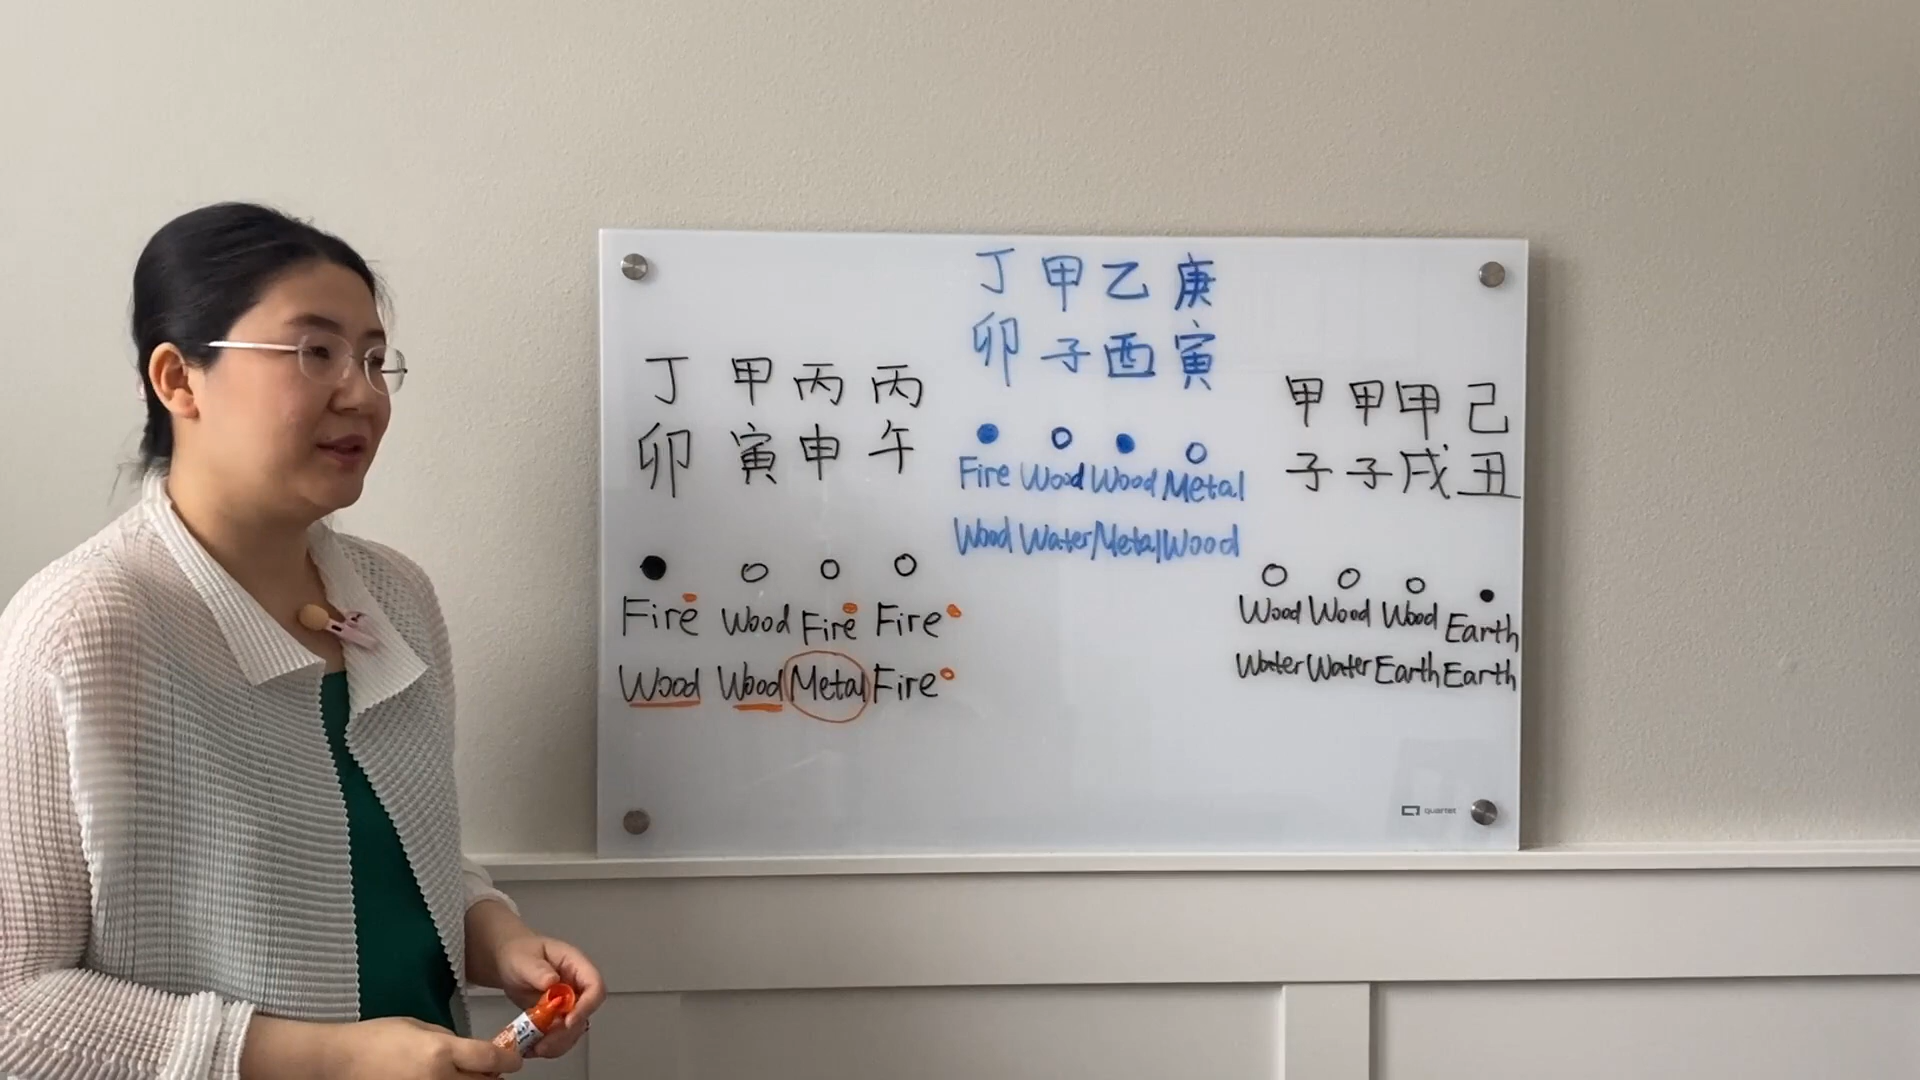 丁 甲 丙 丙
卯 寅 申 午
Fire Wood Fire Fire
Wood Wood Metal Fire
丁 甲 乙 庚
卯 子 酉 寅
Fire Wood Wood Metal
Wood Water Metal Wood
甲 甲 甲 己
子 子 戌 丑
Wood Wood Wood Earth
Water Water Earth Earth
quartet